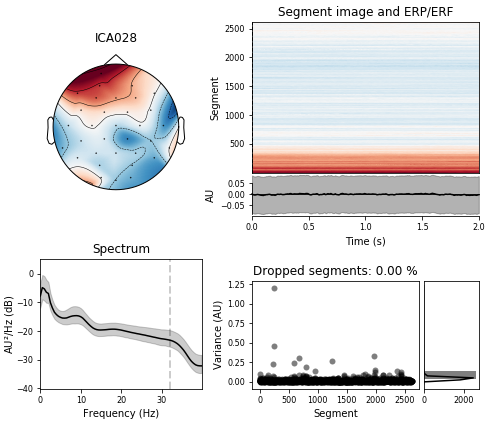 ICA028
Segment image and ERP/ERF
2500
2000
1500
1000
500
Segment
0.05
0.00
−0.05
AU
0.0 0.5 1.0 1.5 2.0
Time (s)
Spectrum
0
−10
−20
−30
−40
AU²/Hz (dB)
0 10 20 30
Frequency (Hz)
Dropped segments: 0.00 %
1.25
1.00
0.75
0.50
0.25
0.00
Variance (AU)
0 500 1000 1500 2000 2500
Segment
0 2000